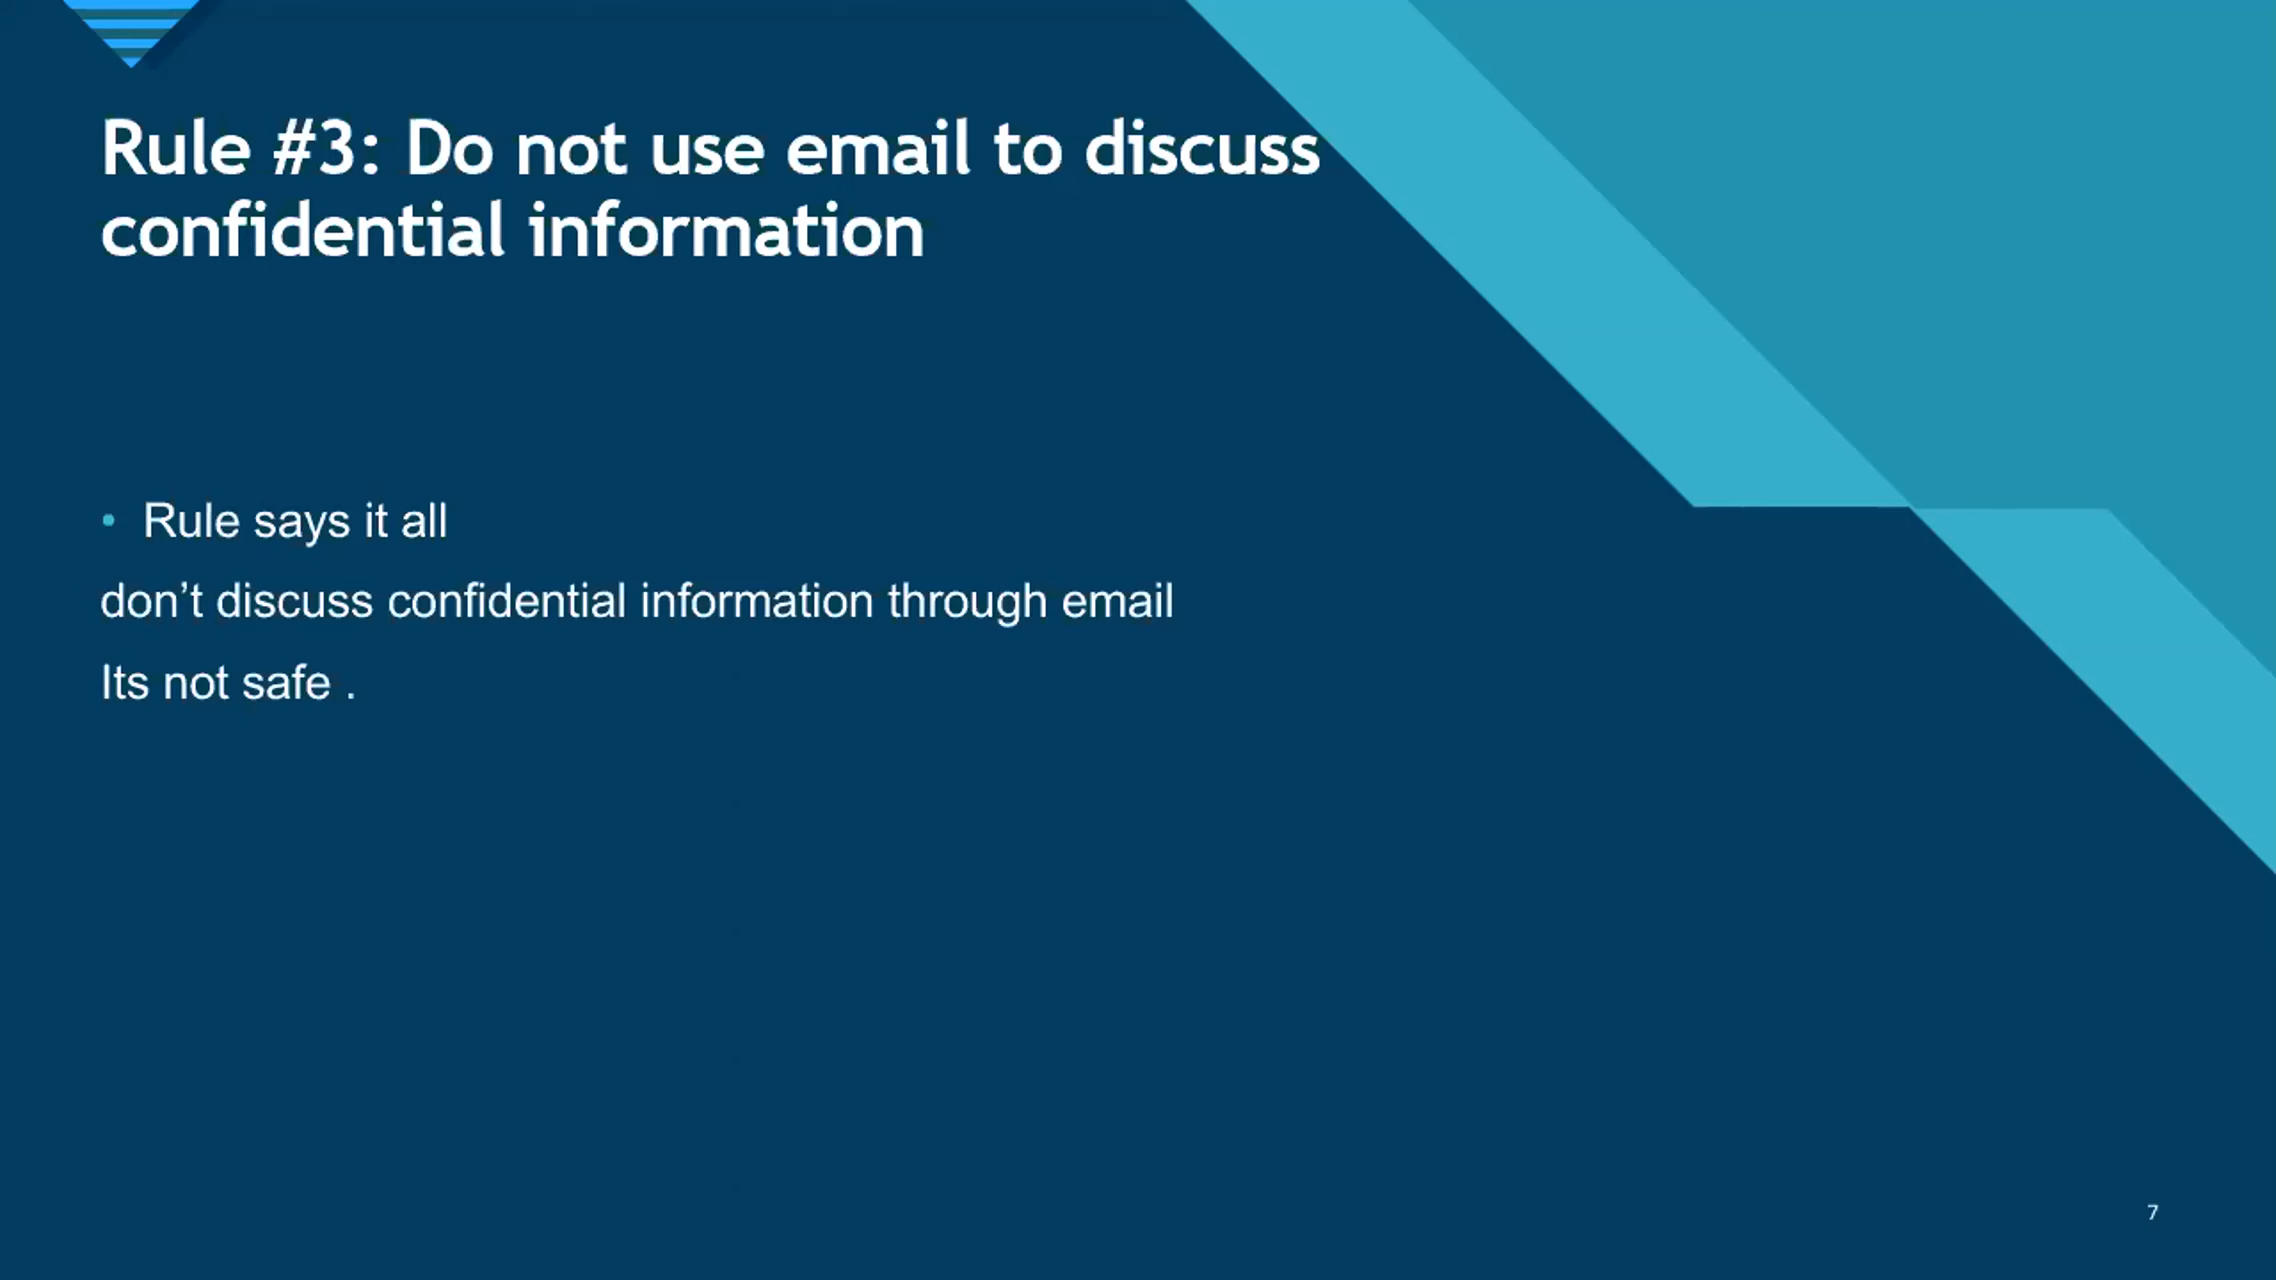 Rule #3: Do not use email to discuss
confidential information
• Rule says it all
don’t discuss confidential information through email
Its not safe .
7